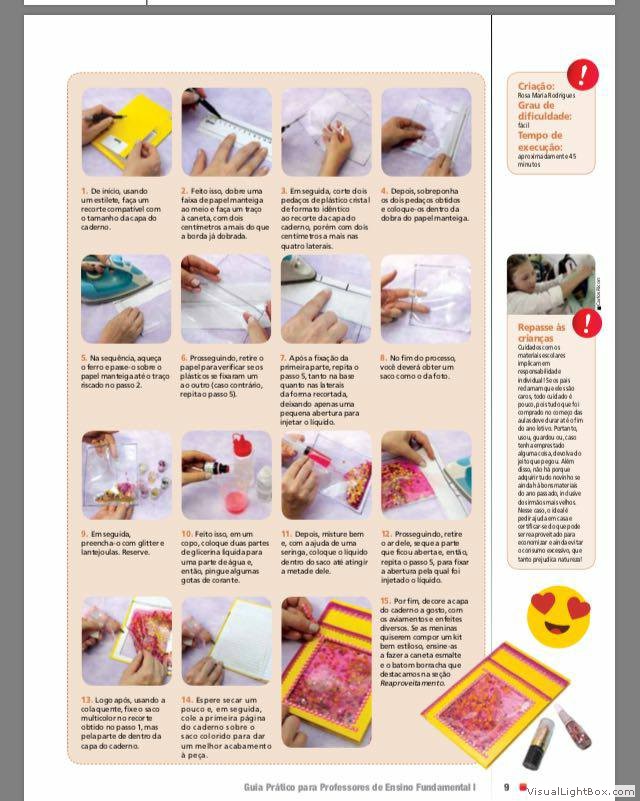 1. De início, usando
um estilete, faça um
recorte compatível com
o tamanho da capa do
caderno.
2. Feito isso, dobre uma
faixa de papel manteiga
ao meio e faça um traço
à caneta, com dois
centímetros a mais do que
a borda já dobrada.
3. Em seguida, corte dois
pedaços de plástico cristal
de formato idêntico
ao recorte da capa do
caderno, porém com dois
centímetros a mais nas
quatro laterais.
4. Depois, sobreponha
os dois pedaços obtidos
e coloque-os dentro da
dobra do papel manteiga.
5. Na sequência, aqueça
o ferro e passe-o sobre o
papel manteiga até o traço
riscado no passo 2.
6. Prosseguindo, retire o
papel para verificar se os
plásticos se fixaram um
ao outro (caso contrário,
repita o passo 5).
7. Após a fixação da
primeira parte, repita o
passo 5, tanto na base
quanto nas laterais
da forma recortada,
deixando apenas uma
pequena abertura para
injetar o líquido.
8. No fim do processo,
você deverá obter um
saco como o da foto.
9. Em seguida,
preencha-o com glitter e
lantejoulas. Reserve.
10. Feito isso, em um
copo, coloque duas partes
de glicerina líquida para
uma parte de água e,
então, pingue algumas
gotas de corante.
11. Depois, misture bem
e, com a ajuda de uma
seringa, coloque o líquido
dentro do saco até atingir
a metade dele.
12. Prosseguindo, retire
o ar dele, seque a parte
que ficou aberta e, então,
repita o passo 5, para fixar
a abertura pela qual foi
injetado o líquido.
13. Logo após, usando a
cola quente, fixe o saco
multicolor no recorte
obtido no passo 1, mas
pela parte de dentro da
capa do caderno.
14. Espere secar um
pouco e, em seguida,
cole a primeira página
do caderno sobre o
saco colorido para dar
um melhor acabamento
à peça.
15. Por fim, decore a capa
do caderno a gosto, com
os aviamentos e enfeites
diversos. Se as meninas
quiserem compor um kit
bem estiloso, ensine-as
a fazer a caneta esmalte
e o batom borracha que
destacamos na seção
Reaproveitamento.
!
Criação:
Rosa Maria Rodrigues
Grau de
dificuldade:
fácil
Tempo de
execução:
aproximadamente 45
minutos
!
Repasse às
crianças
Cuidados com os
materiais escolares
implicam em
responsabilidade
individual! Se os pais
reclamam que eles são
caros, todo cuidado é
pouco, pois tudo que foi
comprado no começo das
aulas deve durar até o fim
do ano letivo. Portanto,
usou, guardou ou, caso
tenha emprestado
alguma coisa, devolva do
jeito que pegou. Além
disso, não há porque
adquirir tudo novinho se
ainda há bons materiais
do ano passado, inclusive
dos irmãos mais velhos.
Nesse caso, o ideal é
pedir ajuda em casa e
certificar-se do que pode
ser reaproveitado para
economizar e ainda evitar
o consumo excessivo, que
tanto prejudica natureza!
Guia Prático para Professores de Ensino Fundamental I
9
VisualLightBox.com